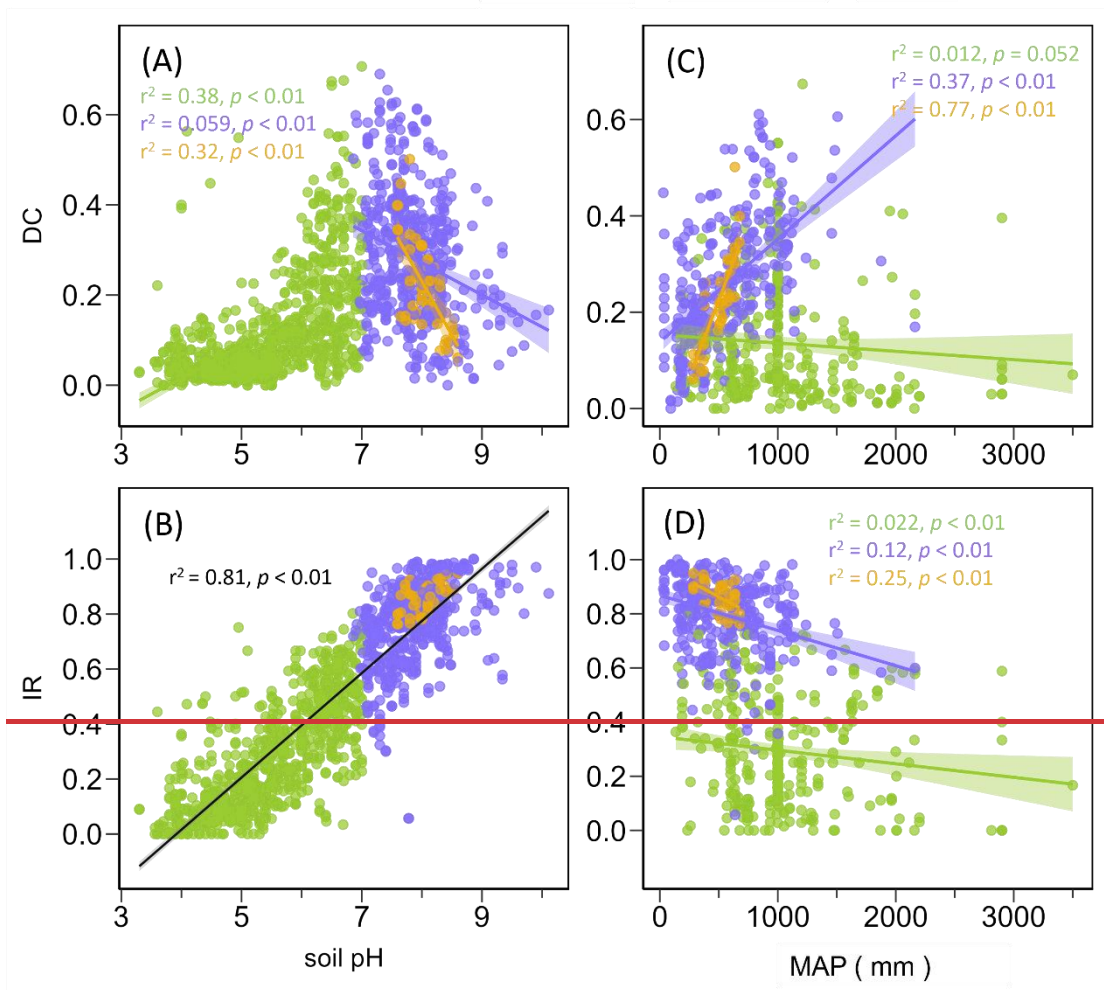 (A)
r² = 0.38, p < 0.01
r² = 0.059, p < 0.01
r² = 0.32, p < 0.01
DC
0.6
0.4
0.2
0.0
3 5 7 9
(C)
r² = 0.012, p = 0.052
r² = 0.37, p < 0.01
r² = 0.77, p < 0.01
0.6
0.4
0.2
0.0
0 1000 2000 3000
(B)
r² = 0.81, p < 0.01
IR
1.0
0.8
0.6
0.4
0.2
0.0
3 5 7 9
soil pH
(D)
r² = 0.022, p < 0.01
r² = 0.12, p < 0.01
r² = 0.25, p < 0.01
1.0
0.8
0.6
0.4
0.2
0.0
0 1000 2000 3000
MAP ( mm )